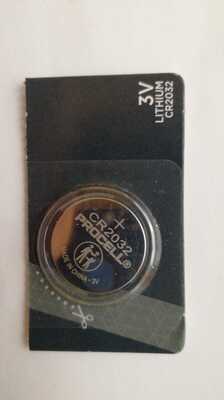 3V
LITHIUM
CR2032
+
CR2032
PROCELL®
MADE IN CHINA - 3V